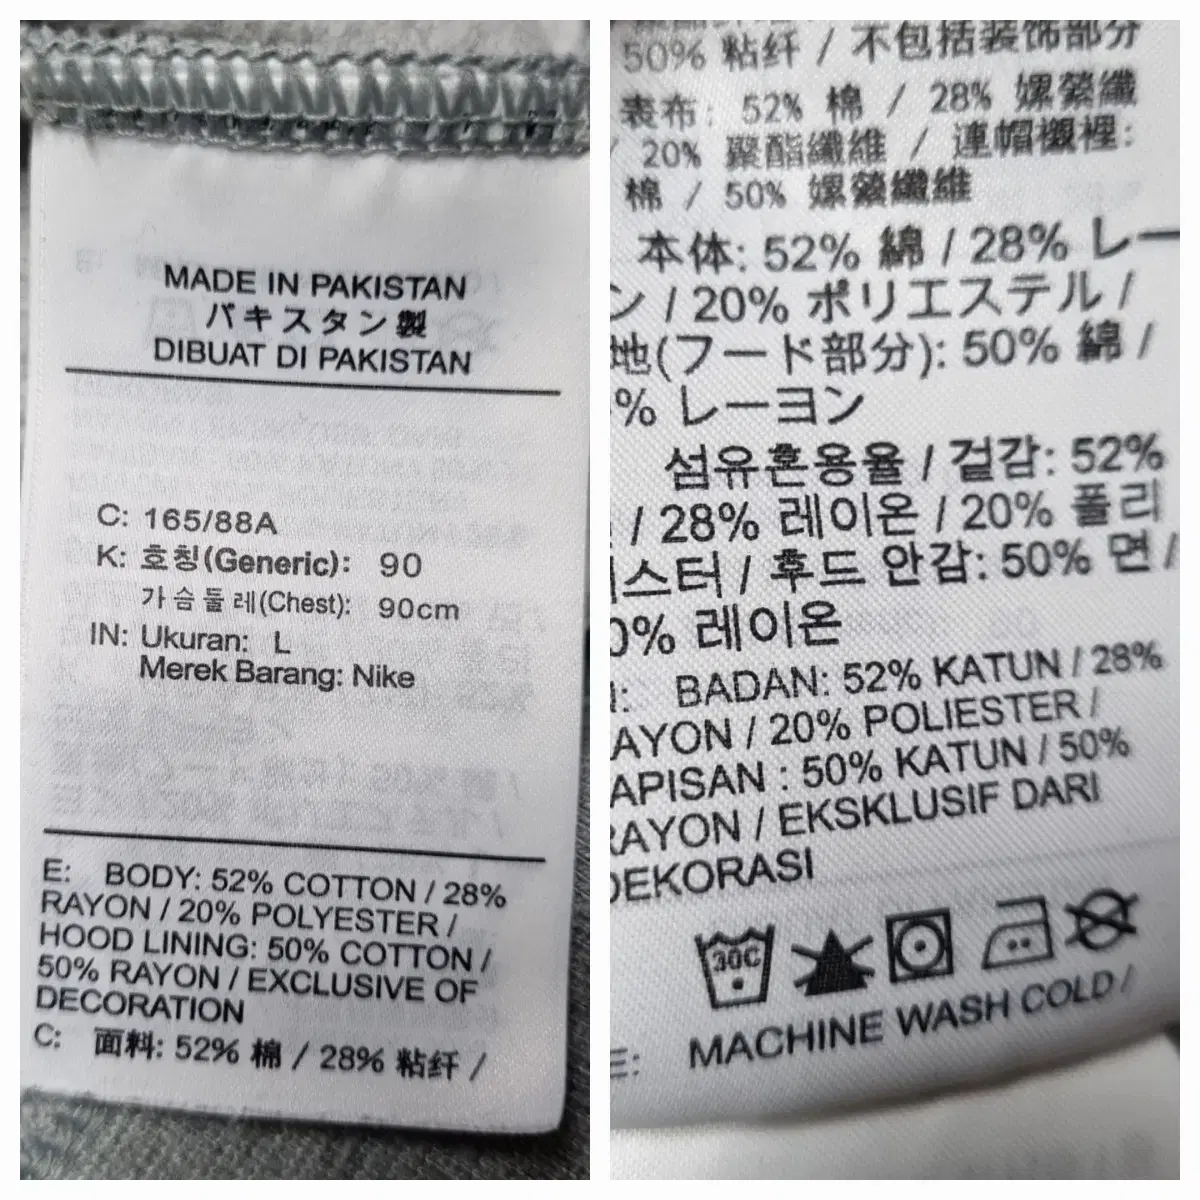 MADE IN PAKISTAN
パキスタン製
DIBUAT DI PAKISTAN
C: 165/88A
K: 호칭(Generic): 90
가슴둘레(Chest): 90cm
IN: Ukuran: L
Merek Barang: Nike
E: BODY: 52% COTTON / 28%
RAYON / 20% POLYESTER /
HOOD LINING: 50% COTTON /
50% RAYON / EXCLUSIVE OF
DECORATION
C: 面料: 52% 棉 / 28% 粘纤 /
50% 粘纤 / 不包括装饰部分
表布: 52% 棉 / 28% 嫘縈纖
/ 20% 聚酯纖維 / 連帽襯裡:
棉 / 50% 嫘縈纖維
本体: 52% 綿 / 28% レー
ン / 20% ポリエステル /
地(フード部分): 50% 綿 /
% レーヨン
섬유혼용율 / 겉감: 52%
/ 28% 레이온 / 20% 폴리
스터 / 후드 안감: 50% 면 /
0% 레이온
: BADAN: 52% KATUN / 28%
AYON / 20% POLIESTER /
APISAN : 50% KATUN / 50%
RAYON / EKSKLUSIF DARI
DEKORASI
30C
E: MACHINE WASH COLD /